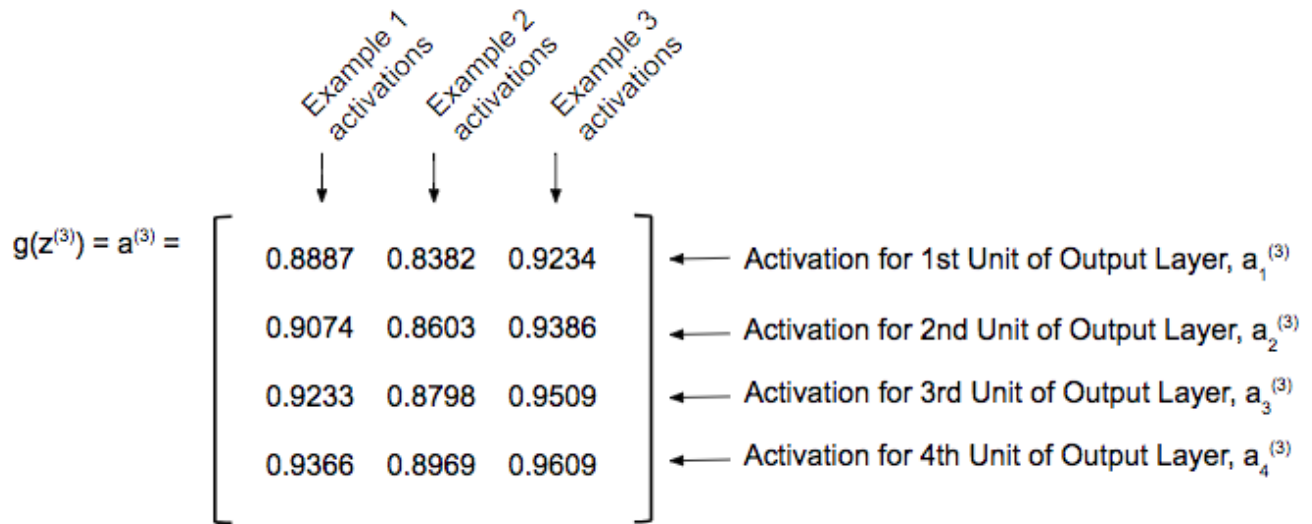 Example 1
activations
Example 2
activations
Example 3
activations
g(z⁽³⁾) = a⁽³⁾ =
0.8887 0.8382 0.9234
Activation for 1st Unit of Output Layer, a₁⁽³⁾
0.9074 0.8603 0.9386
Activation for 2nd Unit of Output Layer, a₂⁽³⁾
0.9233 0.8798 0.9509
Activation for 3rd Unit of Output Layer, a₃⁽³⁾
0.9366 0.8969 0.9609
Activation for 4th Unit of Output Layer, a₄⁽³⁾